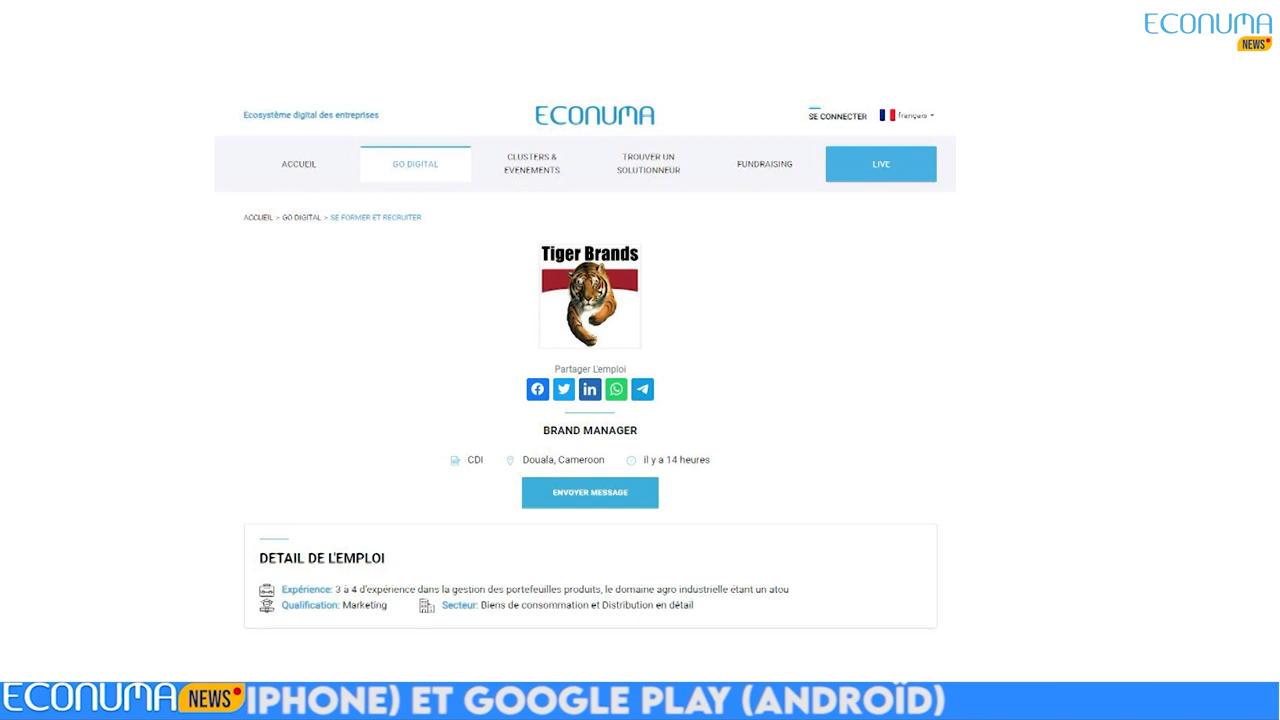 ECONUMA
NEWS
Ecosystème digital des entreprises
ECONUMA
SE CONNECTER
français
ACCUEIL
GO DIGITAL
CLUSTERS &
EVENEMENTS
TROUVER UN
SOLUTIONNEUR
FUNDRAISING
LIVE
ACCUEIL > GO DIGITAL > SE FORMER ET RECRUITER
Tiger Brands
Partager L'emploi
BRAND MANAGER
CDI
Douala, Cameroon
il y a 14 heures
ENVOYER MESSAGE
DETAIL DE L'EMPLOI
Expérience: 3 à 4 d'expérience dans la gestion des portefeuilles produits, le domaine agro industrielle étant un atou
Qualification: Marketing
Secteur: Biens de consommation et Distribution en détail
ECONUMA NEWS IPHONE) ET GOOGLE PLAY (ANDROÏD)